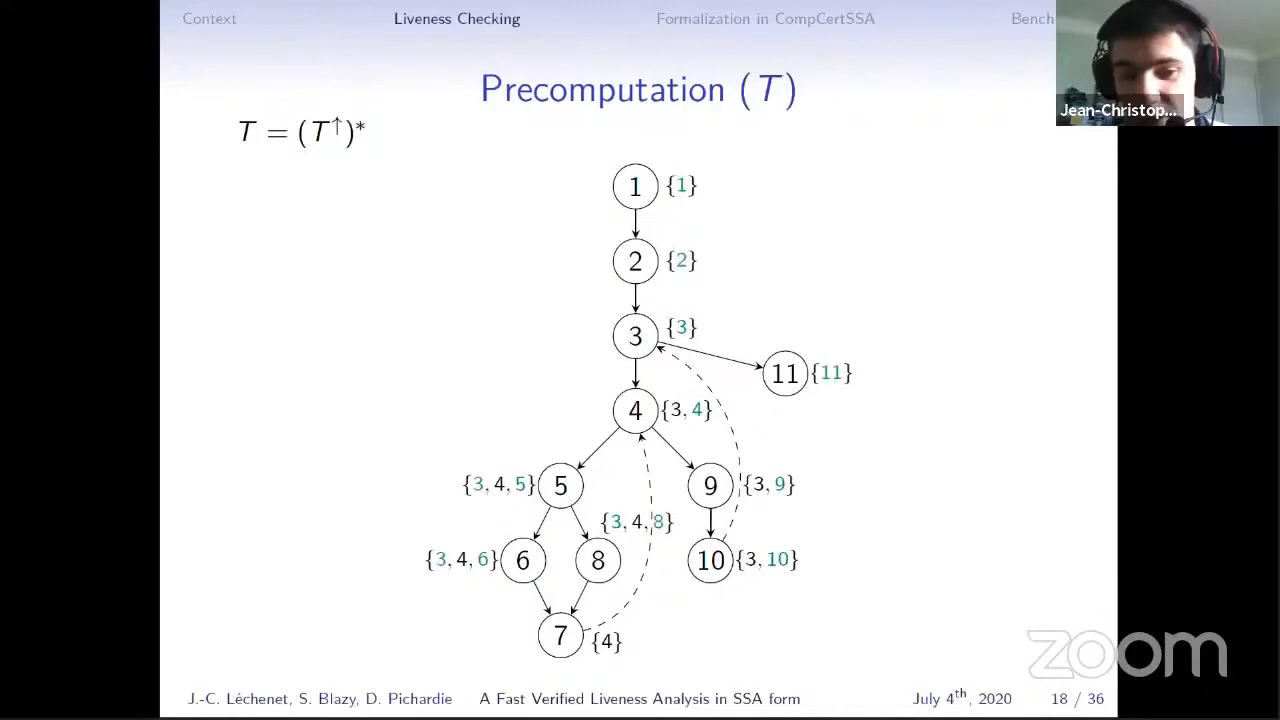 Context Liveness Checking Formalization in CompCertSSA Bench
Precomputation (T)
Jean-Christop...
T = (T↑)*
1 {1}
2 {2}
3 {3}
11 {11}
4 {3, 4}
{3, 4, 5} 5
9 {3, 9}
{3, 4, 8}
{3, 4, 6} 6
8
10 {3, 10}
7 {4}
zoom
J.-C. Léchenet, S. Blazy, D. Pichardie A Fast Verified Liveness Analysis in SSA form July 4th, 2020 18 / 36